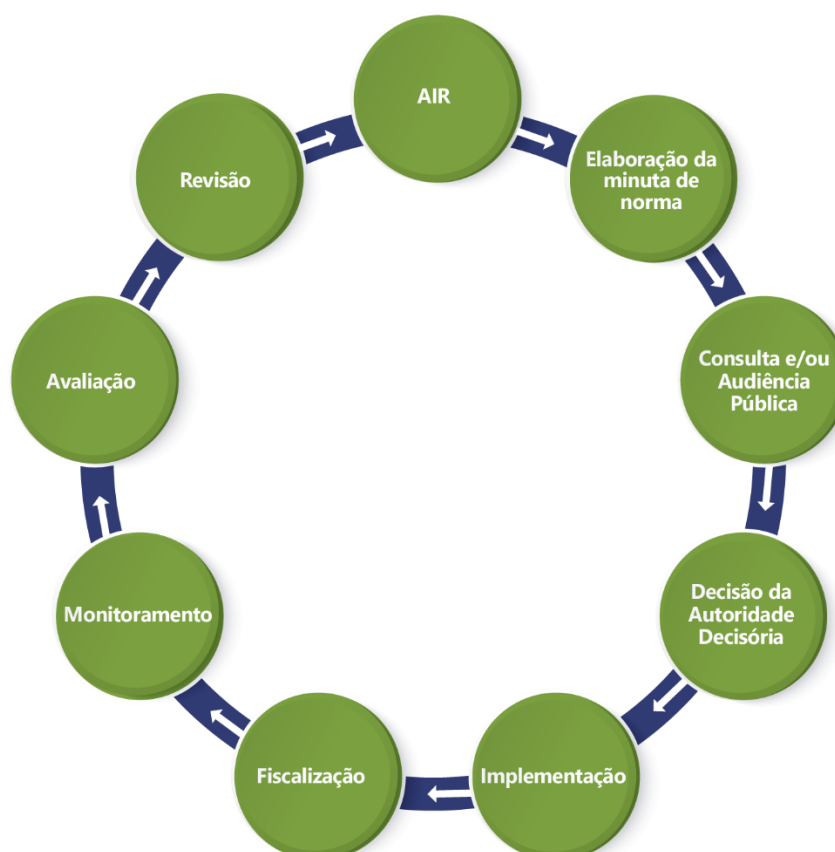 AIR
Elaboração da
minuta de
norma
Consulta e/ou
Audiência
Pública
Decisão da
Autoridade
Decisória
Implementação
Fiscalização
Monitoramento
Avaliação
Revisão